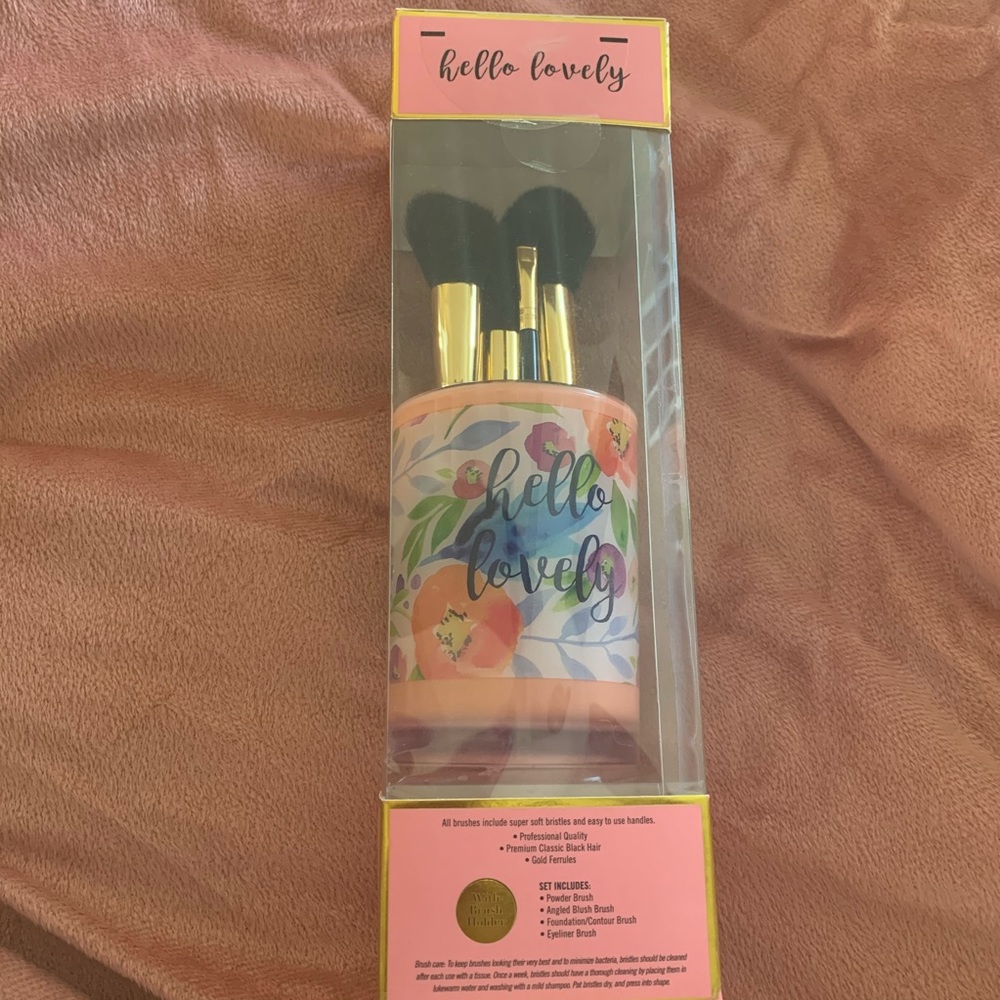 hello lovely
hello
lovely
All brushes include super soft bristles and easy to use handles.
• Professional Quality
• Premium Classic Black Hair
• Gold Ferrules
With
Brush
Holder
SET INCLUDES:
• Powder Brush
• Angled Blush Brush
• Foundation/Contour Brush
• Eyeliner Brush
Brush care: To keep brushes looking their very best and to minimize bacteria, bristles should be cleaned
after each use with a tissue. Once a week, bristles should have a thorough cleaning by placing them in
lukewarm water and washing with a mild shampoo. Pat bristles dry, and press into shape.